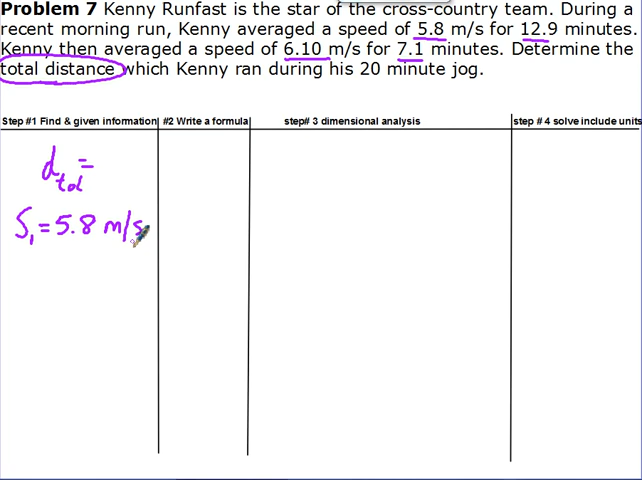 Problem 7 Kenny Runfast is the star of the cross-country team. During a
recent morning run, Kenny averaged a speed of 5.8 m/s for 12.9 minutes.
Kenny then averaged a speed of 6.10 m/s for 7.1 minutes. Determine the
total distance which Kenny ran during his 20 minute jog.
Step #1 Find & given information #2 Write a formula step# 3 dimensional analysis step # 4 solve include units
d tot =
S₁ = 5.8 m/s